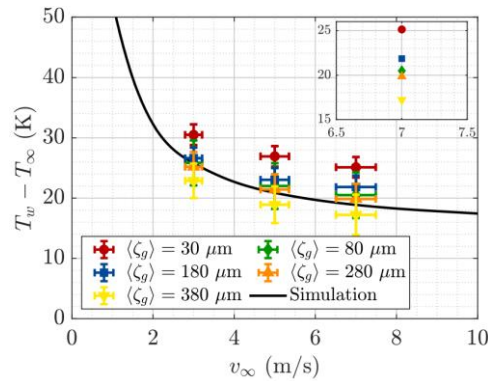 50
40
30
20
10
0
T_w − T_∞ (K)
25
20
15
6.5 7 7.5
⟨ζ_g⟩ = 30 μm ⟨ζ_g⟩ = 80 μm
⟨ζ_g⟩ = 180 μm ⟨ζ_g⟩ = 280 μm
⟨ζ_g⟩ = 380 μm Simulation
0 2 4 6 8 10
v_∞ (m/s)